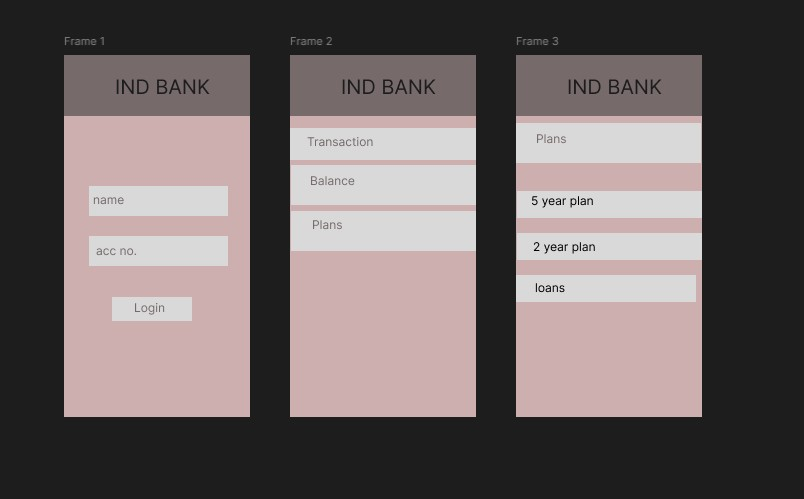 Frame 1
IND BANK
name
acc no.
Login
Frame 2
IND BANK
Transaction
Balance
Plans
Frame 3
IND BANK
Plans
5 year plan
2 year plan
loans